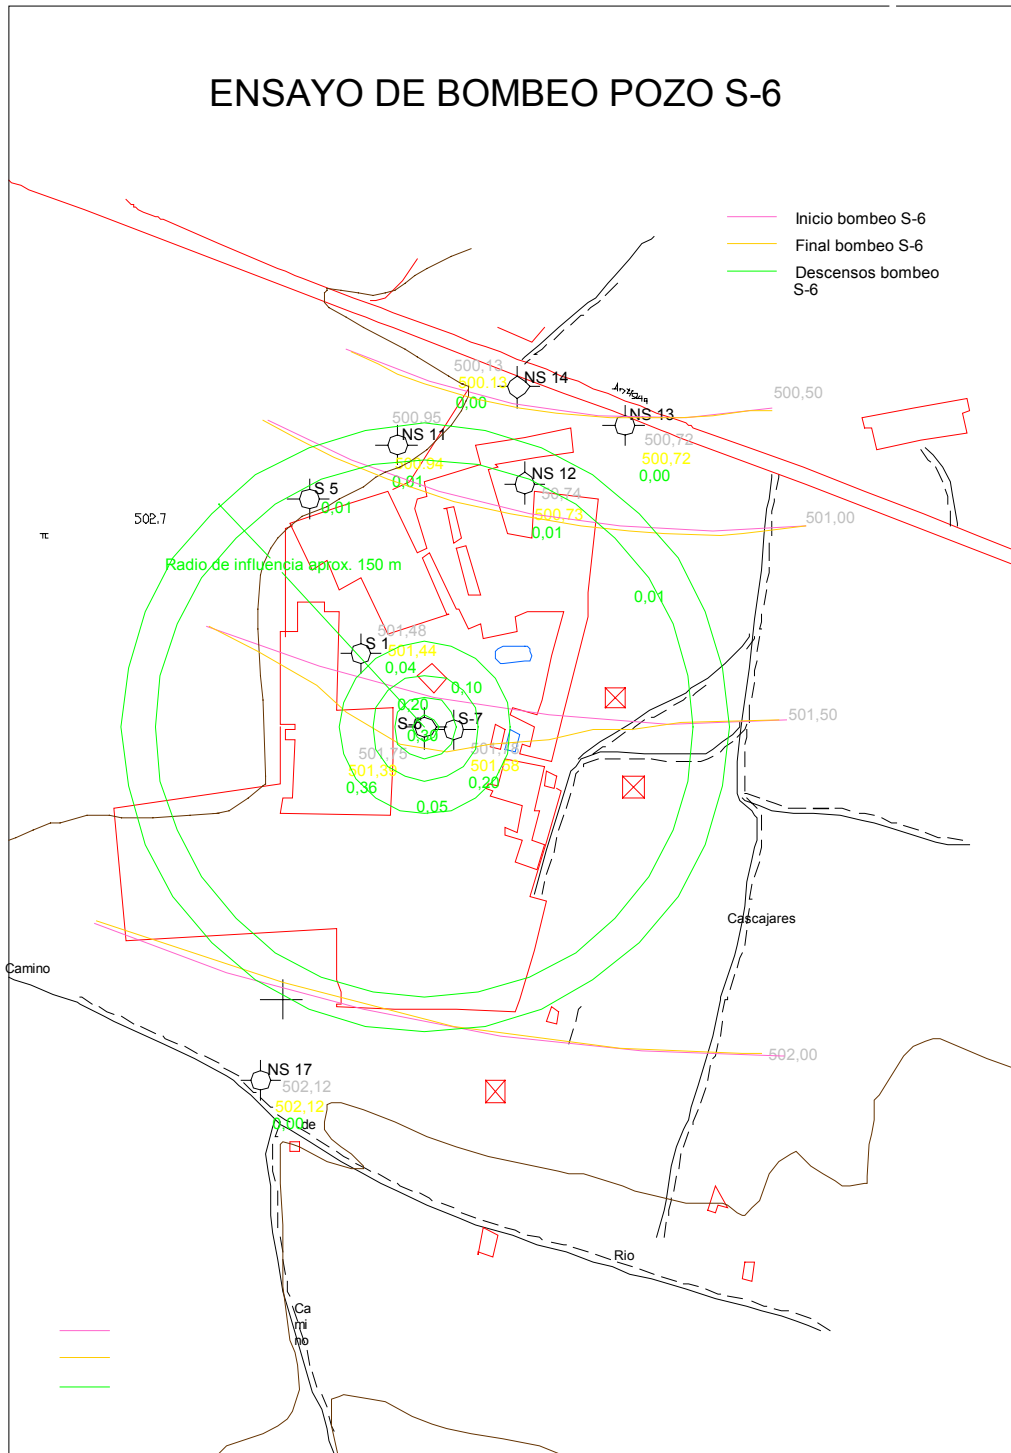 ENSAYO DE BOMBEO POZO S-6
Inicio bombeo S-6
Final bombeo S-6
Descensos bombeo
S-6
500,13
NS 14
500.13
0,00
500,50
500.95
NS 11
500.94
0,01
NS 13
500,72
500,72
0,00
NS 12
50,74
500.73
0,01
S 5
0,01
502.7
501,00
Radio de influencia aprox. 150 m
0,01
501,48
S 1
501.44
0,04
0,10
0,20
S-6
S-7
0,30
501,50
501,75
501,39
0,36
501,58
0,20
0,05
Cascajares
Camino
502,00
NS 17
502,12
502,12
0,00
de
Rio
Ca
mi
no